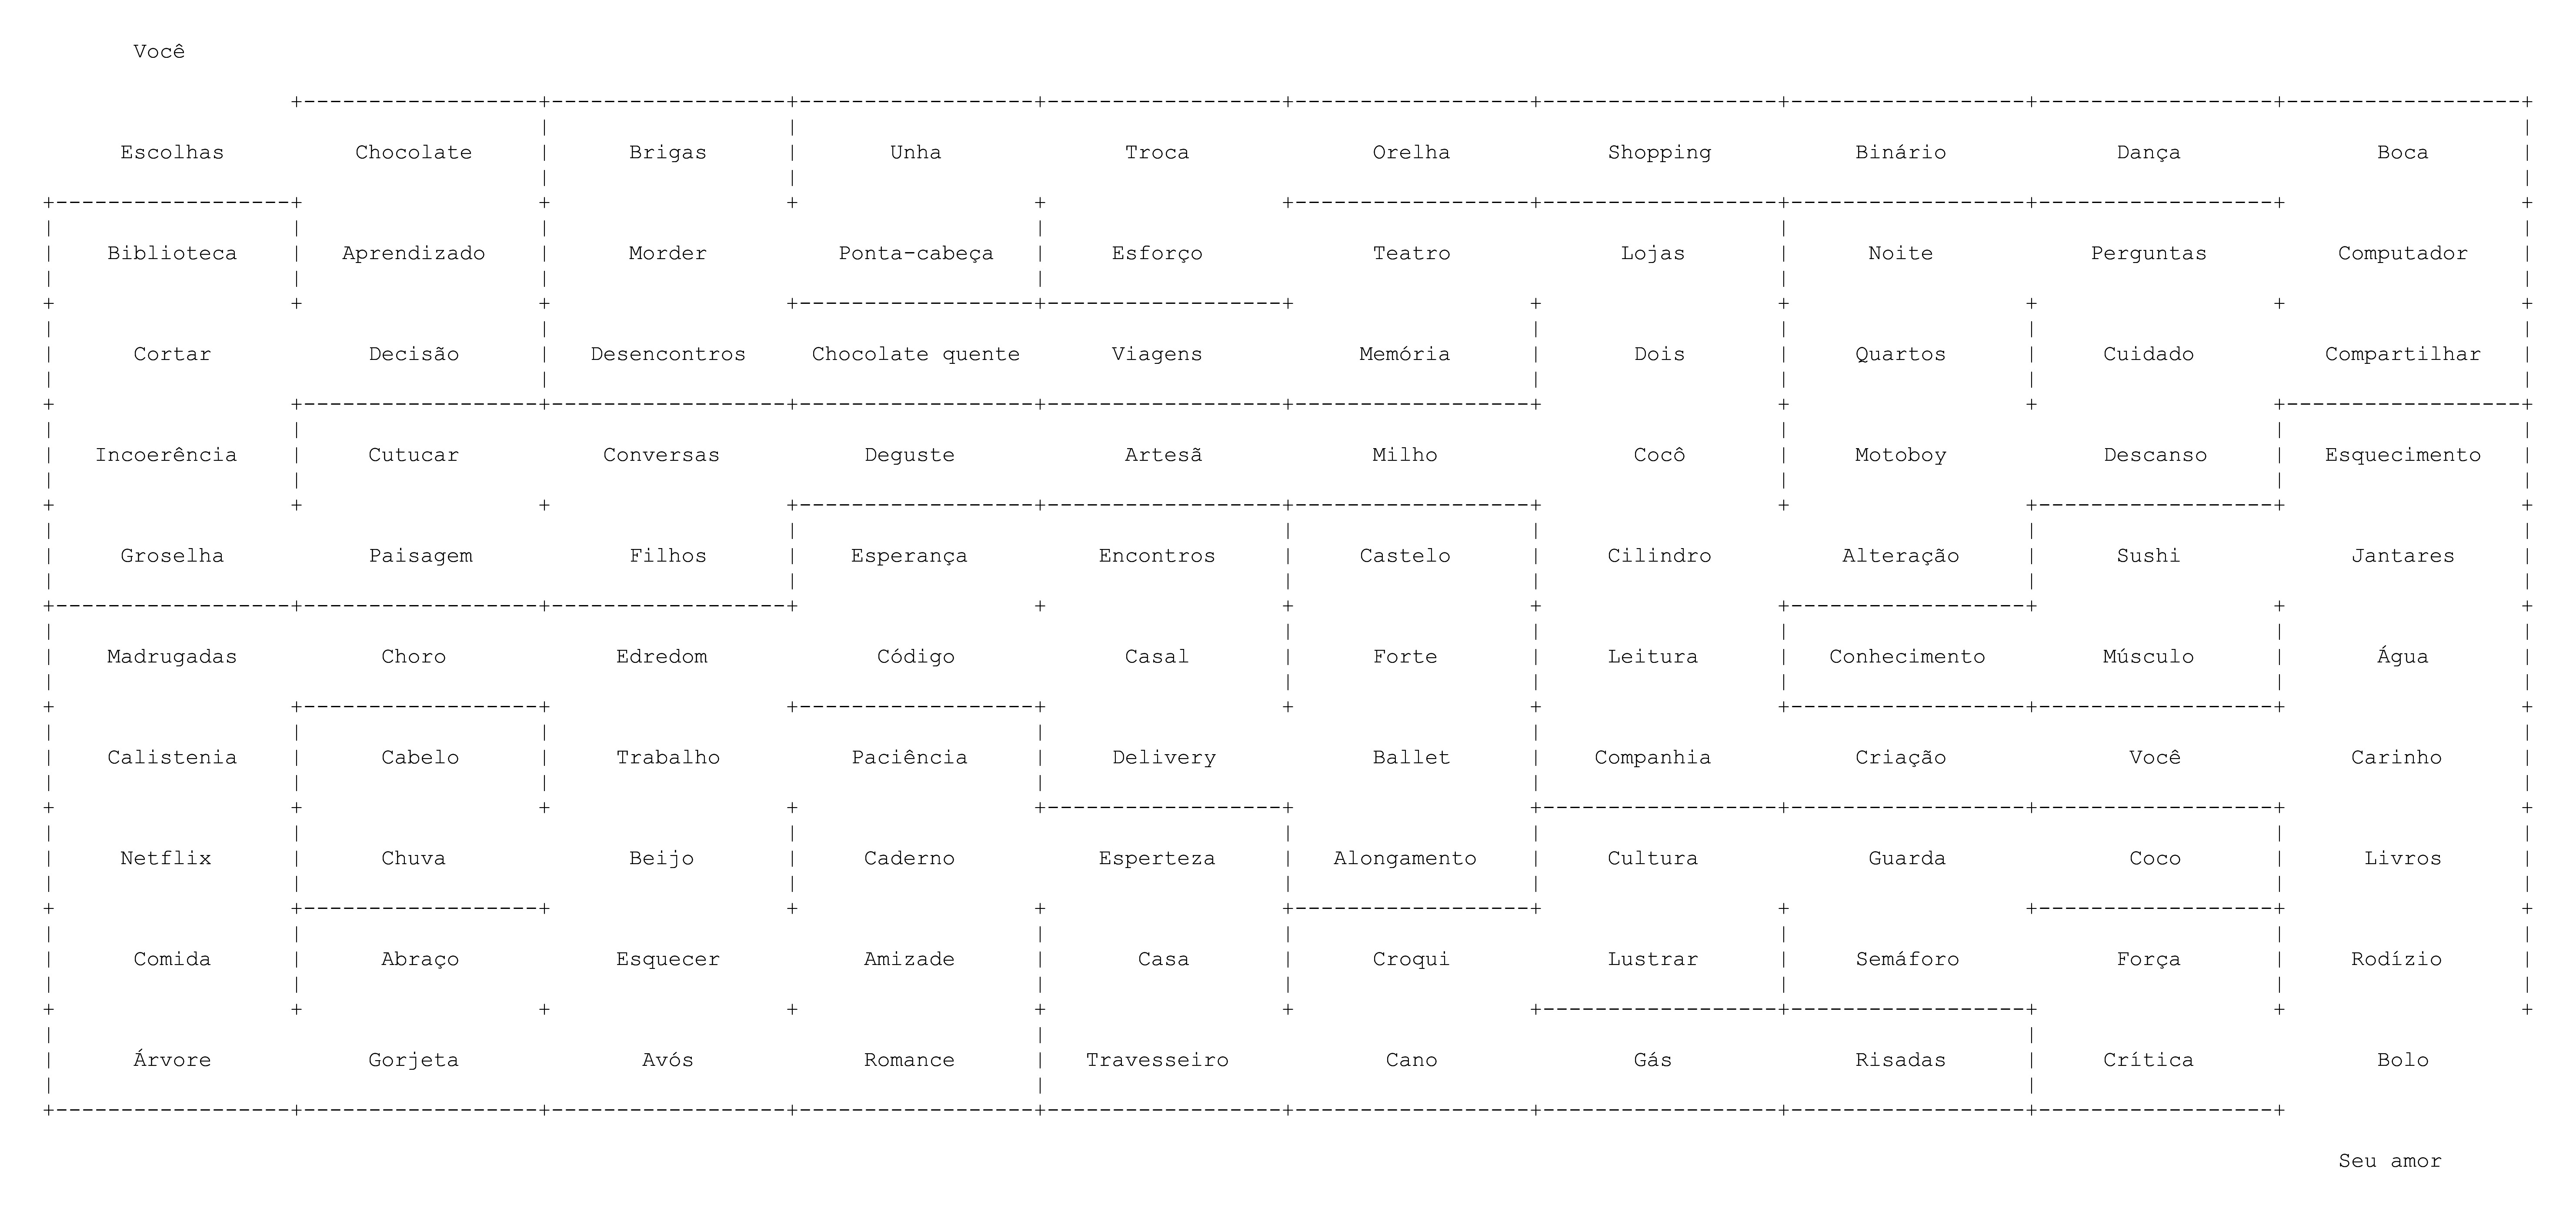 Você
Escolhas Chocolate Brigas Unha Troca Orelha Shopping Binário Dança Boca
Biblioteca Aprendizado Morder Ponta-cabeça Esforço Teatro Lojas Noite Perguntas Computador
Cortar Decisão Desencontros Chocolate quente Viagens Memória Dois Quartos Cuidado Compartilhar
Incoerência Cutucar Conversas Deguste Artesã Milho Cocô Motoboy Descanso Esquecimento
Groselha Paisagem Filhos Esperança Encontros Castelo Cilindro Alteração Sushi Jantares
Madrugadas Choro Edredom Código Casal Forte Leitura Conhecimento Músculo Água
Calistenia Cabelo Trabalho Paciência Delivery Ballet Companhia Criação Você Carinho
Netflix Chuva Beijo Caderno Esperteza Alongamento Cultura Guarda Coco Livros
Comida Abraço Esquecer Amizade Casa Croqui Lustrar Semáforo Força Rodízio
Árvore Gorjeta Avós Romance Travesseiro Cano Gás Risadas Crítica Bolo
Seu amor